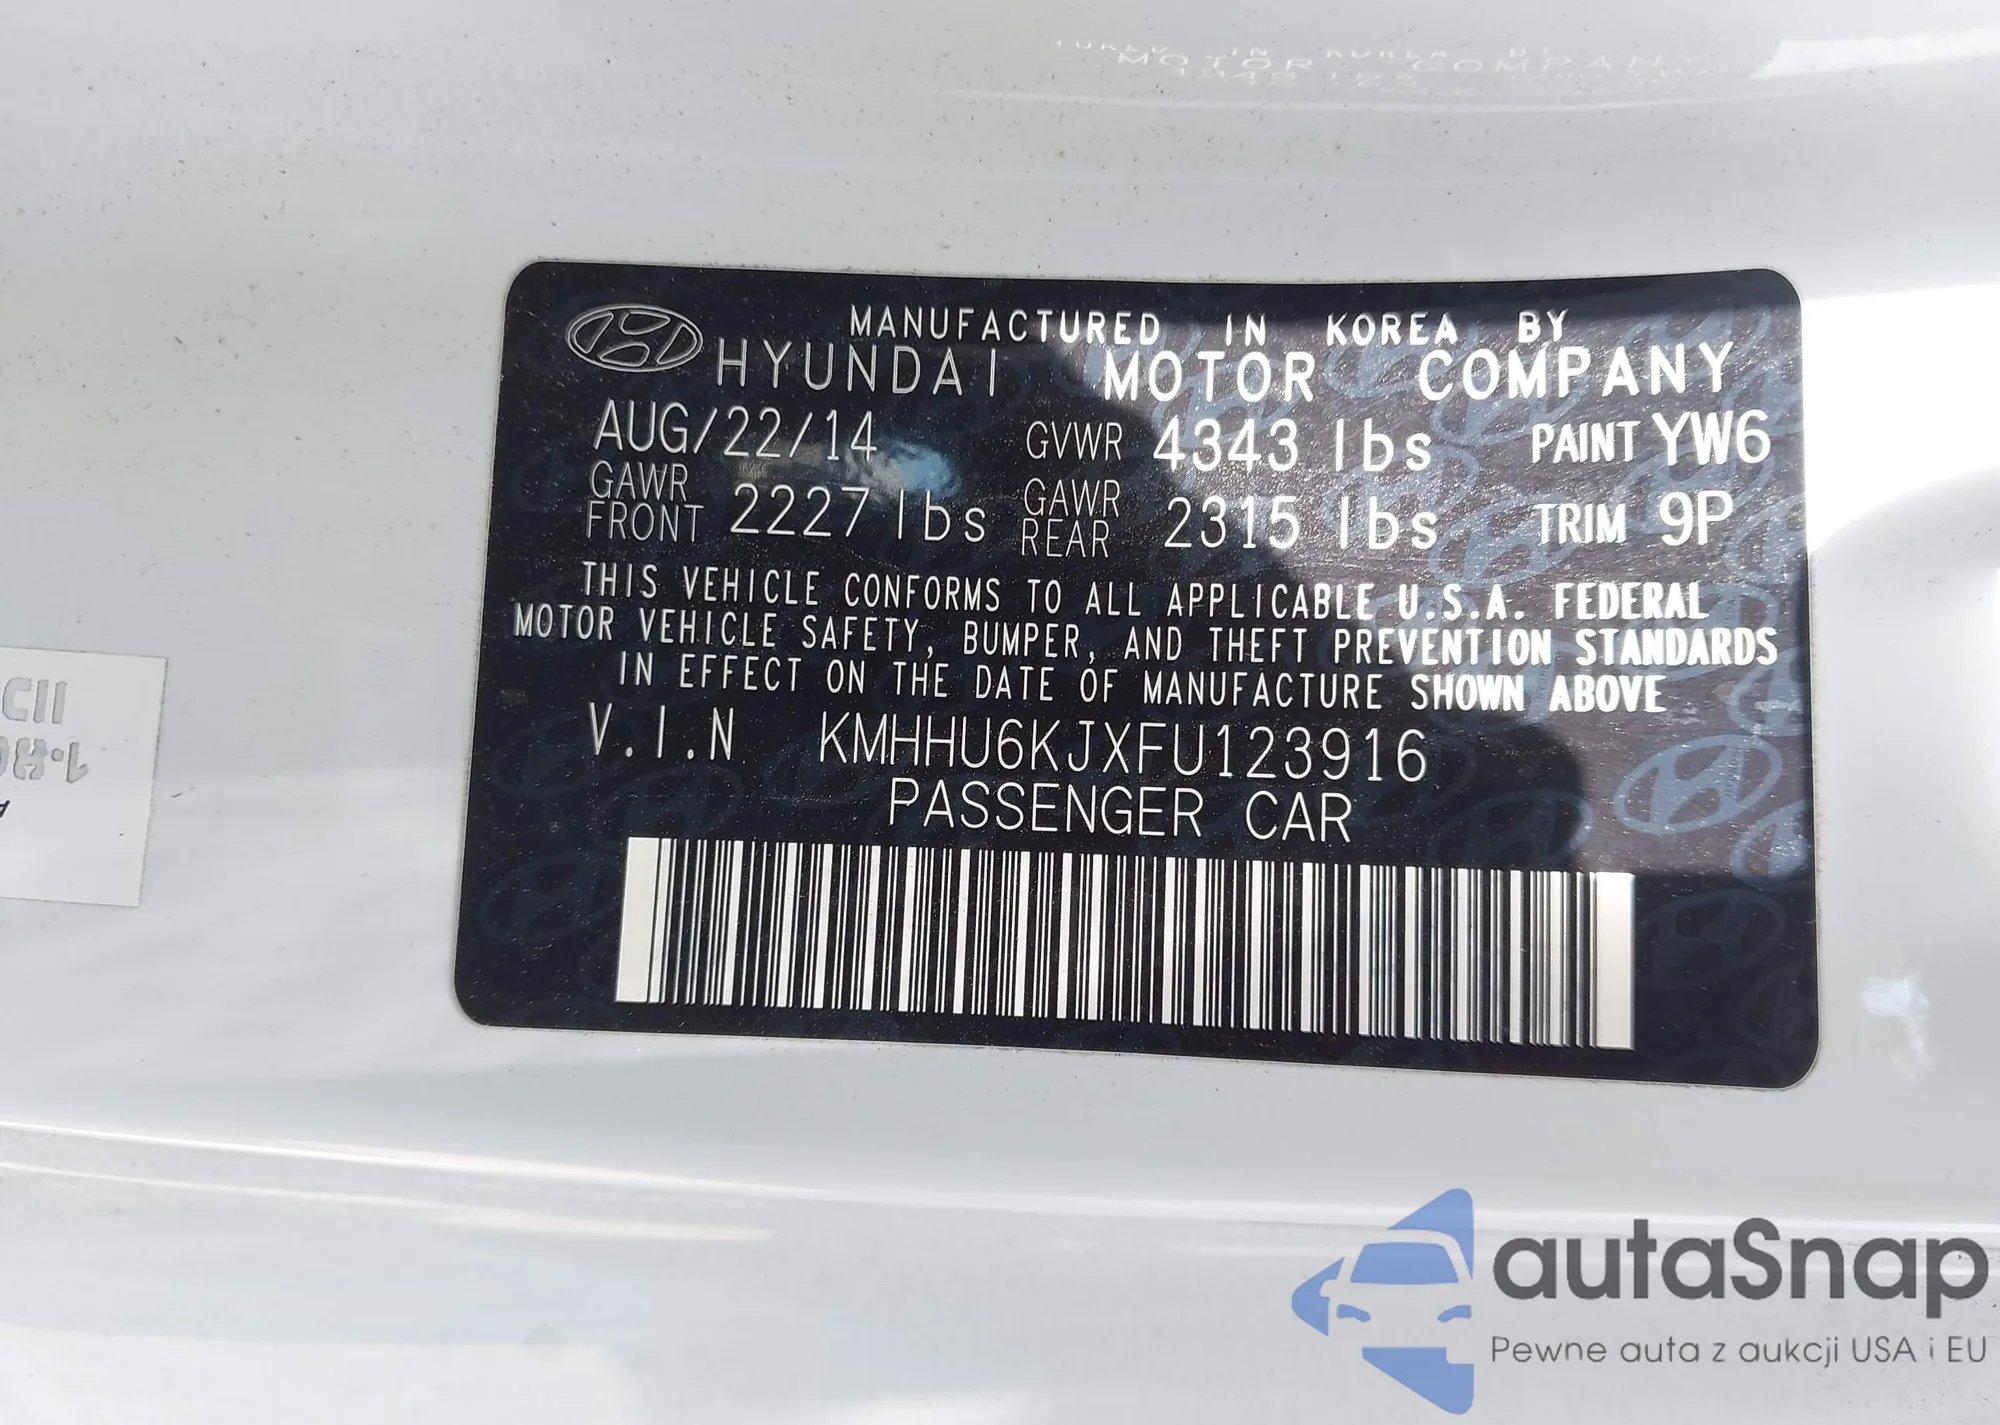 MANUFACTURED IN KOREA BY
HYUNDAI MOTOR COMPANY
AUG/22/14 GVWR 4343 lbs PAINT YW6
GAWR FRONT 2227 lbs GAWR REAR 2315 lbs TRIM 9P
THIS VEHICLE CONFORMS TO ALL APPLICABLE U.S.A. FEDERAL
MOTOR VEHICLE SAFETY, BUMPER, AND THEFT PREVENTION STANDARDS
IN EFFECT ON THE DATE OF MANUFACTURE SHOWN ABOVE
V.I.N KMHHU6KJXFU123916
PASSENGER CAR
autaSnap
Pewne auta z aukcji USA i EU